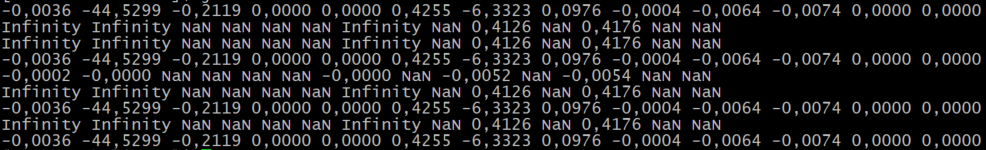 -0,0036 -44,5299 -0,2119 0,0000 0,0000 0,4255 -6,3323 0,0976 -0,0004 -0,0064 -0,0074 0,0000 0,0000
Infinity Infinity NaN NaN NaN NaN Infinity NaN 0,4126 NaN 0,4176 NaN NaN
Infinity Infinity NaN NaN NaN NaN Infinity NaN 0,4126 NaN 0,4176 NaN NaN
-0,0036 -44,5299 -0,2119 0,0000 0,0000 0,4255 -6,3323 0,0976 -0,0004 -0,0064 -0,0074 0,0000 0,0000
-0,0002 -0,0000 NaN NaN NaN NaN -0,0000 NaN -0,0052 NaN -0,0054 NaN NaN
Infinity Infinity NaN NaN NaN NaN Infinity NaN 0,4126 NaN 0,4176 NaN NaN
-0,0036 -44,5299 -0,2119 0,0000 0,0000 0,4255 -6,3323 0,0976 -0,0004 -0,0064 -0,0074 0,0000 0,0000
Infinity Infinity NaN NaN NaN NaN Infinity NaN 0,4126 NaN 0,4176 NaN NaN
-0,0036 -44,5299 -0,2119 0,0000 0,0000 0,4255 -6,3323 0,0976 -0,0004 -0,0064 -0,0074 0,0000 0,0000